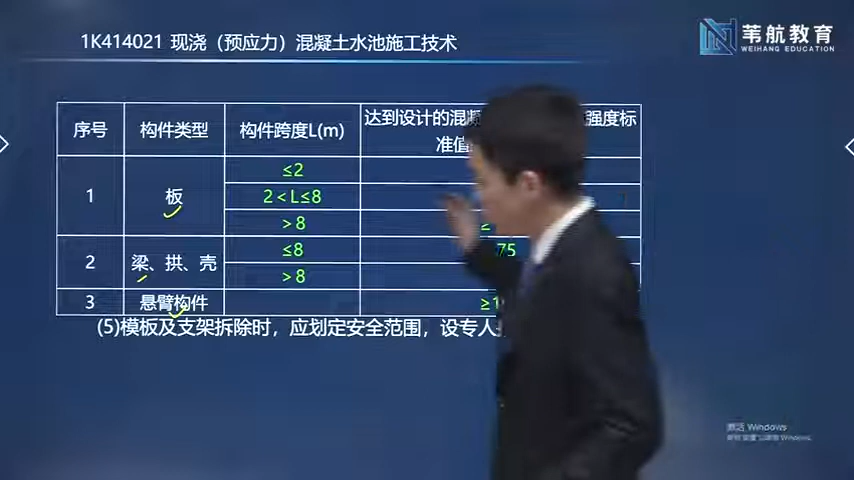 1K414021 现浇（预应力）混凝土水池施工技术
苇航教育
WEIHANG EDUCATION
序号 构件类型 构件跨度L(m) 达到设计的混凝 强度标
准值
1 板 ≤2
2＜L≤8
＞8
2 梁、拱、壳 ≤8 75
＞8
3 悬臂构件 ≥1
(5)模板及支架拆除时，应划定安全范围，设专人
激活 Windows